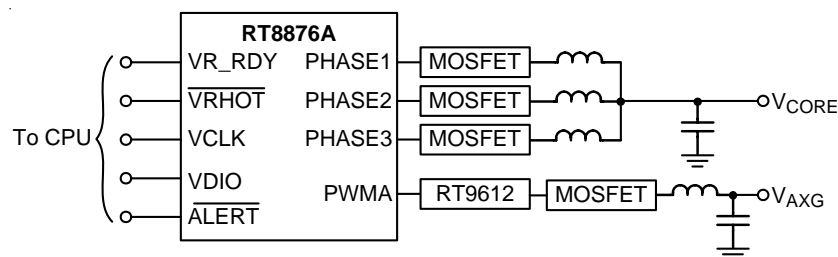 RT8876A
VR_RDY PHASE1 MOSFET
VRHOT PHASE2 MOSFET VCORE
To CPU VCLK PHASE3 MOSFET
VDIO
PWMA RT9612 MOSFET VAXG
ALERT